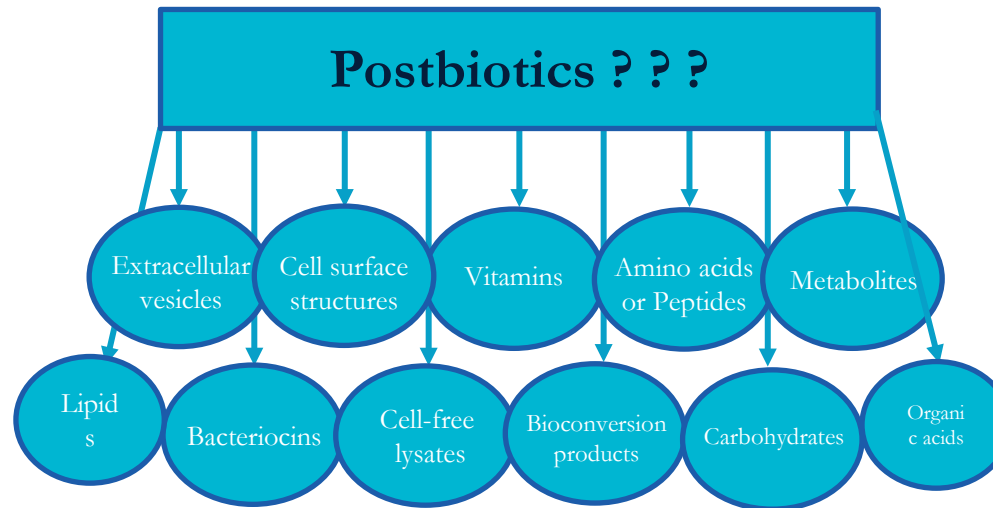 Postbiotics ? ? ?
Extracellular
vesicles
Cell surface
structures
Vitamins
Amino acids
or Peptides
Metabolites
Lipid
s
Bacteriocins
Cell-free
lysates
Bioconversion
products
Carbohydrates
Organi
c acids